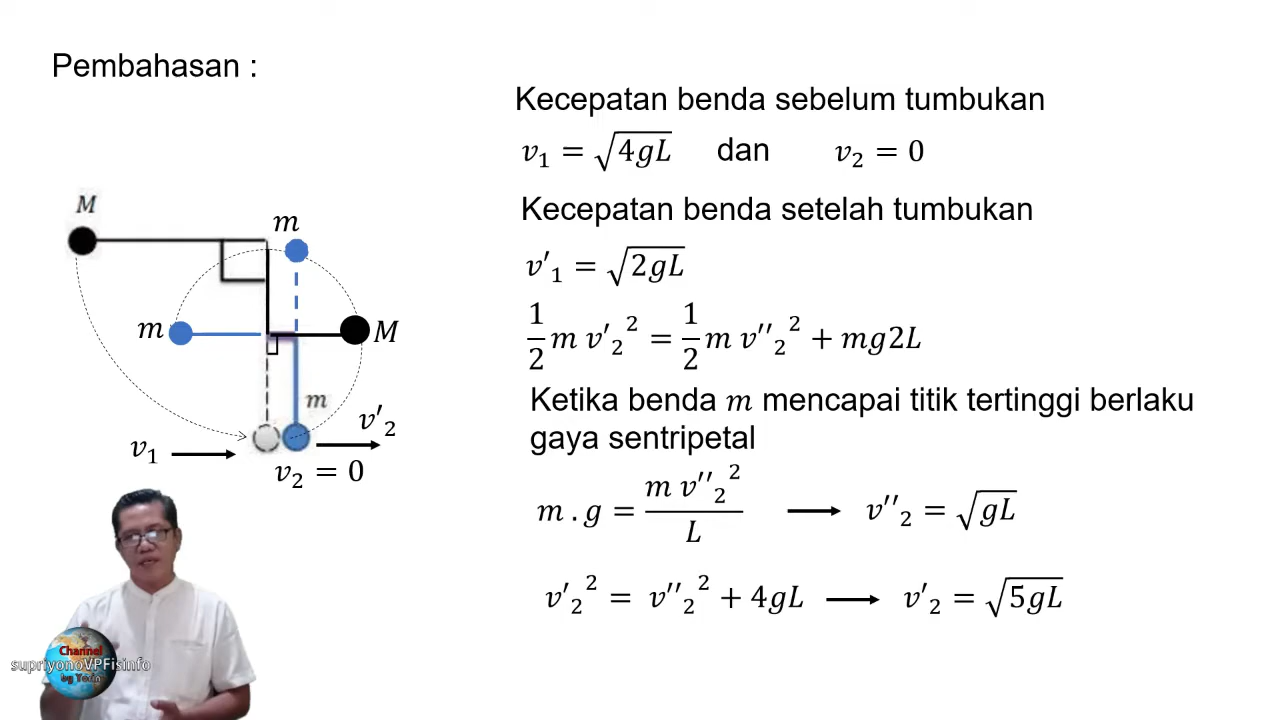 Pembahasan :
Kecepatan benda sebelum tumbukan
v₁ = √4gL dan v₂ = 0
Kecepatan benda setelah tumbukan
v′₁ = √2gL
1/2 m v′₂² = 1/2 m v′′₂² + mg2L
Ketika benda m mencapai titik tertinggi berlaku
gaya sentripetal
m . g = m v′′₂² / L → v′′₂ = √gL
v′₂² = v′′₂² + 4gL → v′₂ = √5gL
M
m
m
M
m
v′₂
v₁
v₂ = 0
Channel
supriyonoVPFisInfo
by Yosin